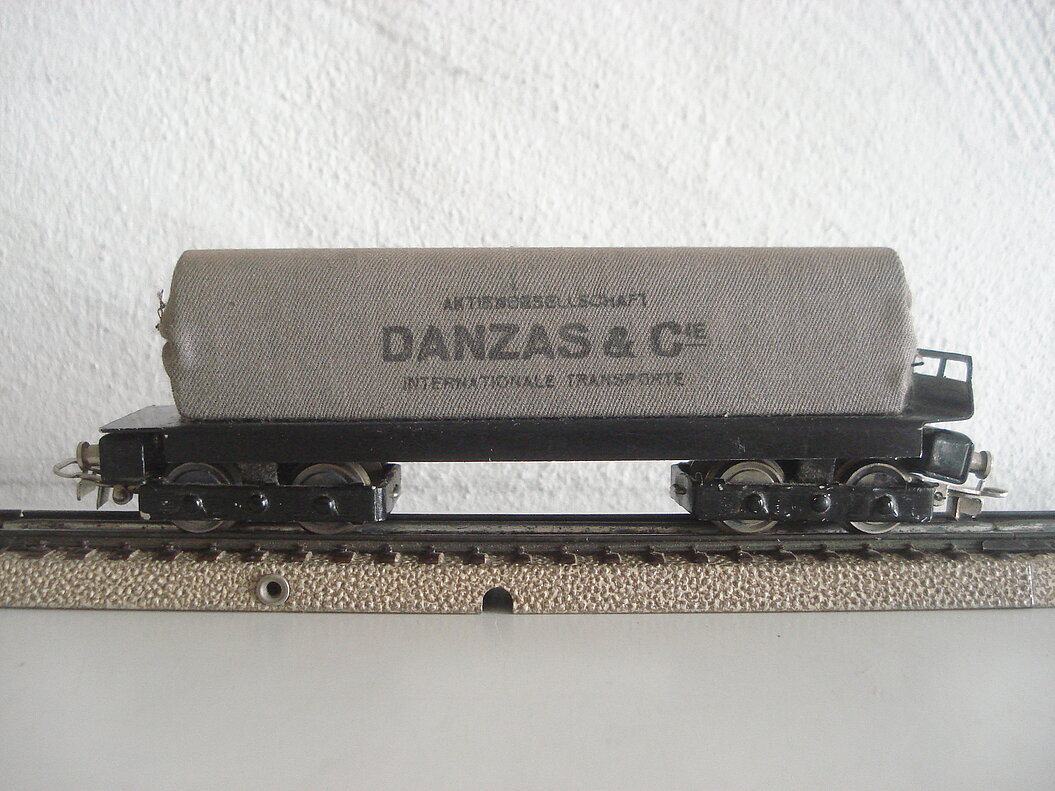 AKTIENGESELLSCHAFT
DANZAS & CIE
INTERNATIONALE TRANSPORTE